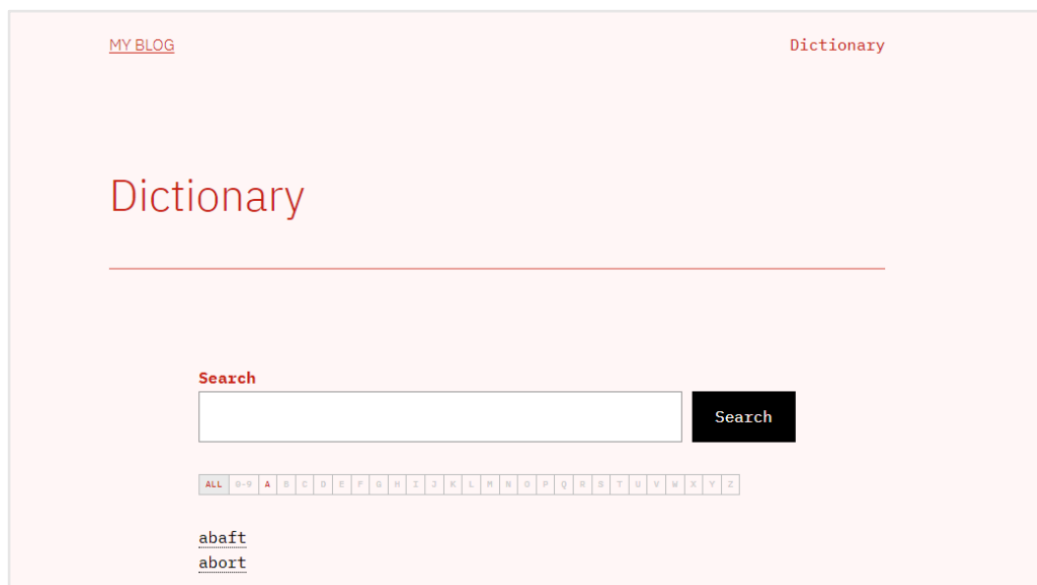 MY BLOG Dictionary
Dictionary
Search
Search
ALL 0-9 A B C D E F G H I J K L M N O P Q R S T U V W X Y Z
abaft
abort